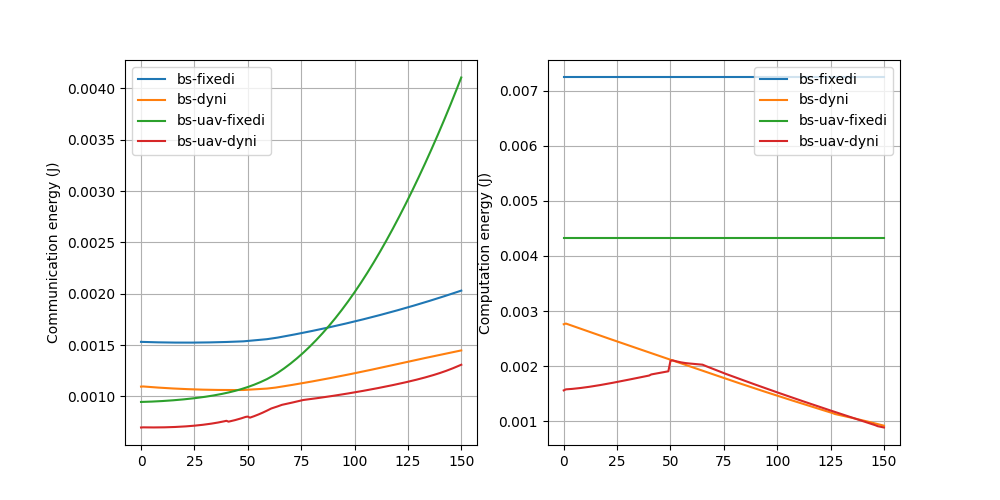 Communication energy (J)
0.0040
0.0035
0.0030
0.0025
0.0020
0.0015
0.0010
0 25 50 75 100 125 150
bs-fixedi
bs-dyni
bs-uav-fixedi
bs-uav-dyni
Computation energy (J)
0.007
0.006
0.005
0.004
0.003
0.002
0.001
0 25 50 75 100 125 150
bs-fixedi
bs-dyni
bs-uav-fixedi
bs-uav-dyni